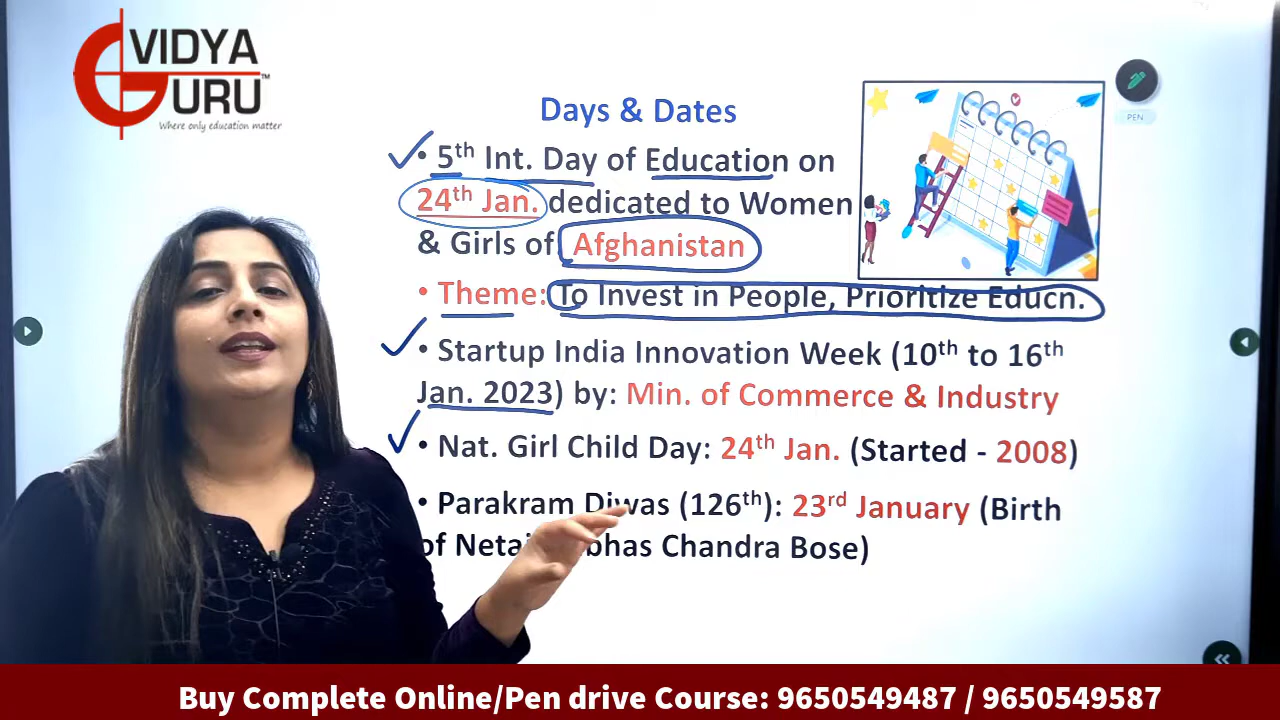 VIDYA
GURU™
Where only education matter
Days & Dates
• 5th Int. Day of Education on
24th Jan. dedicated to Women
& Girls of Afghanistan
• Theme: To Invest in People, Prioritize Educn.
• Startup India Innovation Week (10th to 16th
Jan. 2023) by: Min. of Commerce & Industry
• Nat. Girl Child Day: 24th Jan. (Started - 2008)
• Parakram Diwas (126th): 23rd January (Birth
of Chandra Bose)
PEN
Buy Complete Online/Pen drive Course: 9650549487 / 9650549587